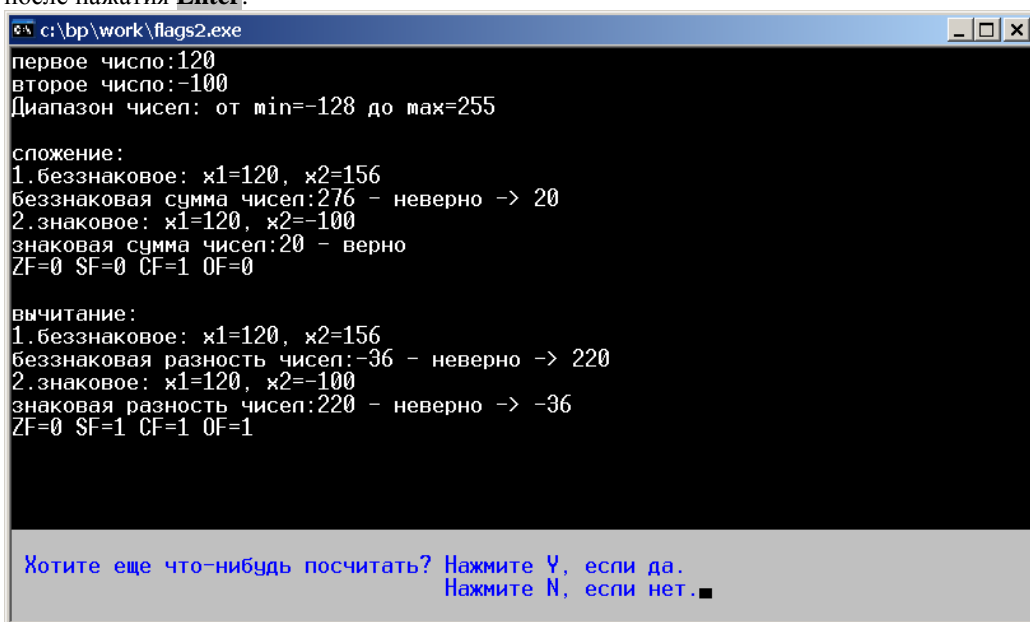 после нажатия Enter.
c:\bp\work\flags2.exe
первое число:120
второе число:-100
Диапазон чисел: от min=-128 до max=255
сложение:
1.беззнаковое: x1=120, x2=156
беззнаковая сумма чисел:276 - неверно -> 20
2.знаковое: x1=120, x2=-100
знаковая сумма чисел:20 - верно
ZF=0 SF=0 CF=1 OF=0
вычитание:
1.беззнаковое: x1=120, x2=156
беззнаковая разность чисел:-36 - неверно -> 220
2.знаковое: x1=120, x2=-100
знаковая разность чисел:220 - неверно -> -36
ZF=0 SF=1 CF=1 OF=1
Хотите еще что-нибудь посчитать? Нажмите Y, если да.
Нажмите N, если нет.